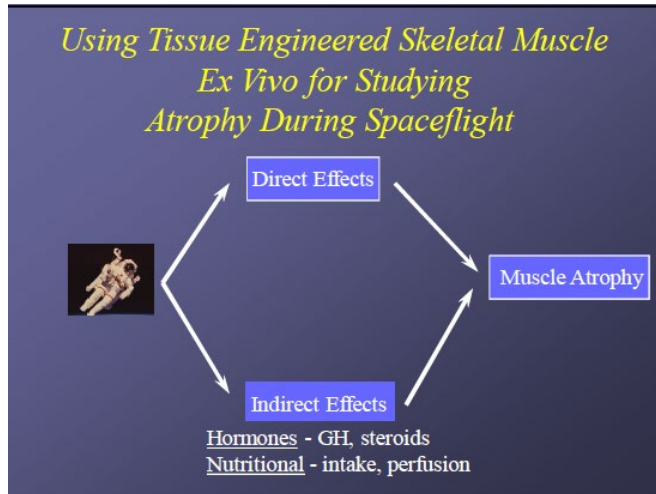 Using Tissue Engineered Skeletal Muscle
Ex Vivo for Studying
Atrophy During Spaceflight
Direct Effects
Muscle Atrophy
Indirect Effects
Hormones - GH, steroids
Nutritional - intake, perfusion